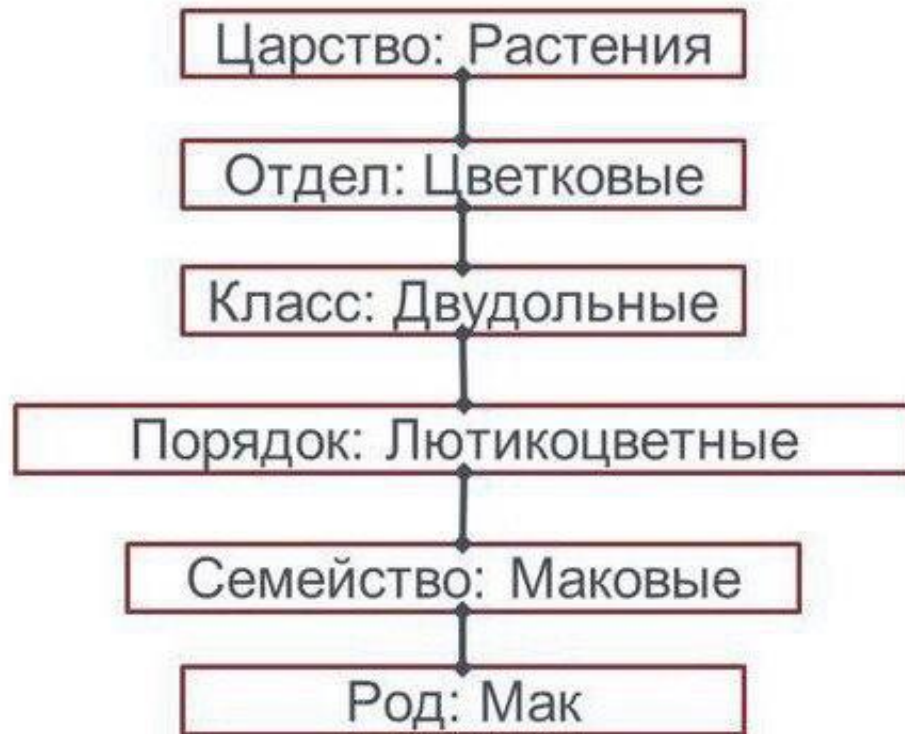 Царство: Растения
Отдел: Цветковые
Класс: Двудольные
Порядок: Лютикоцветные
Семейство: Маковые
Род: Мак